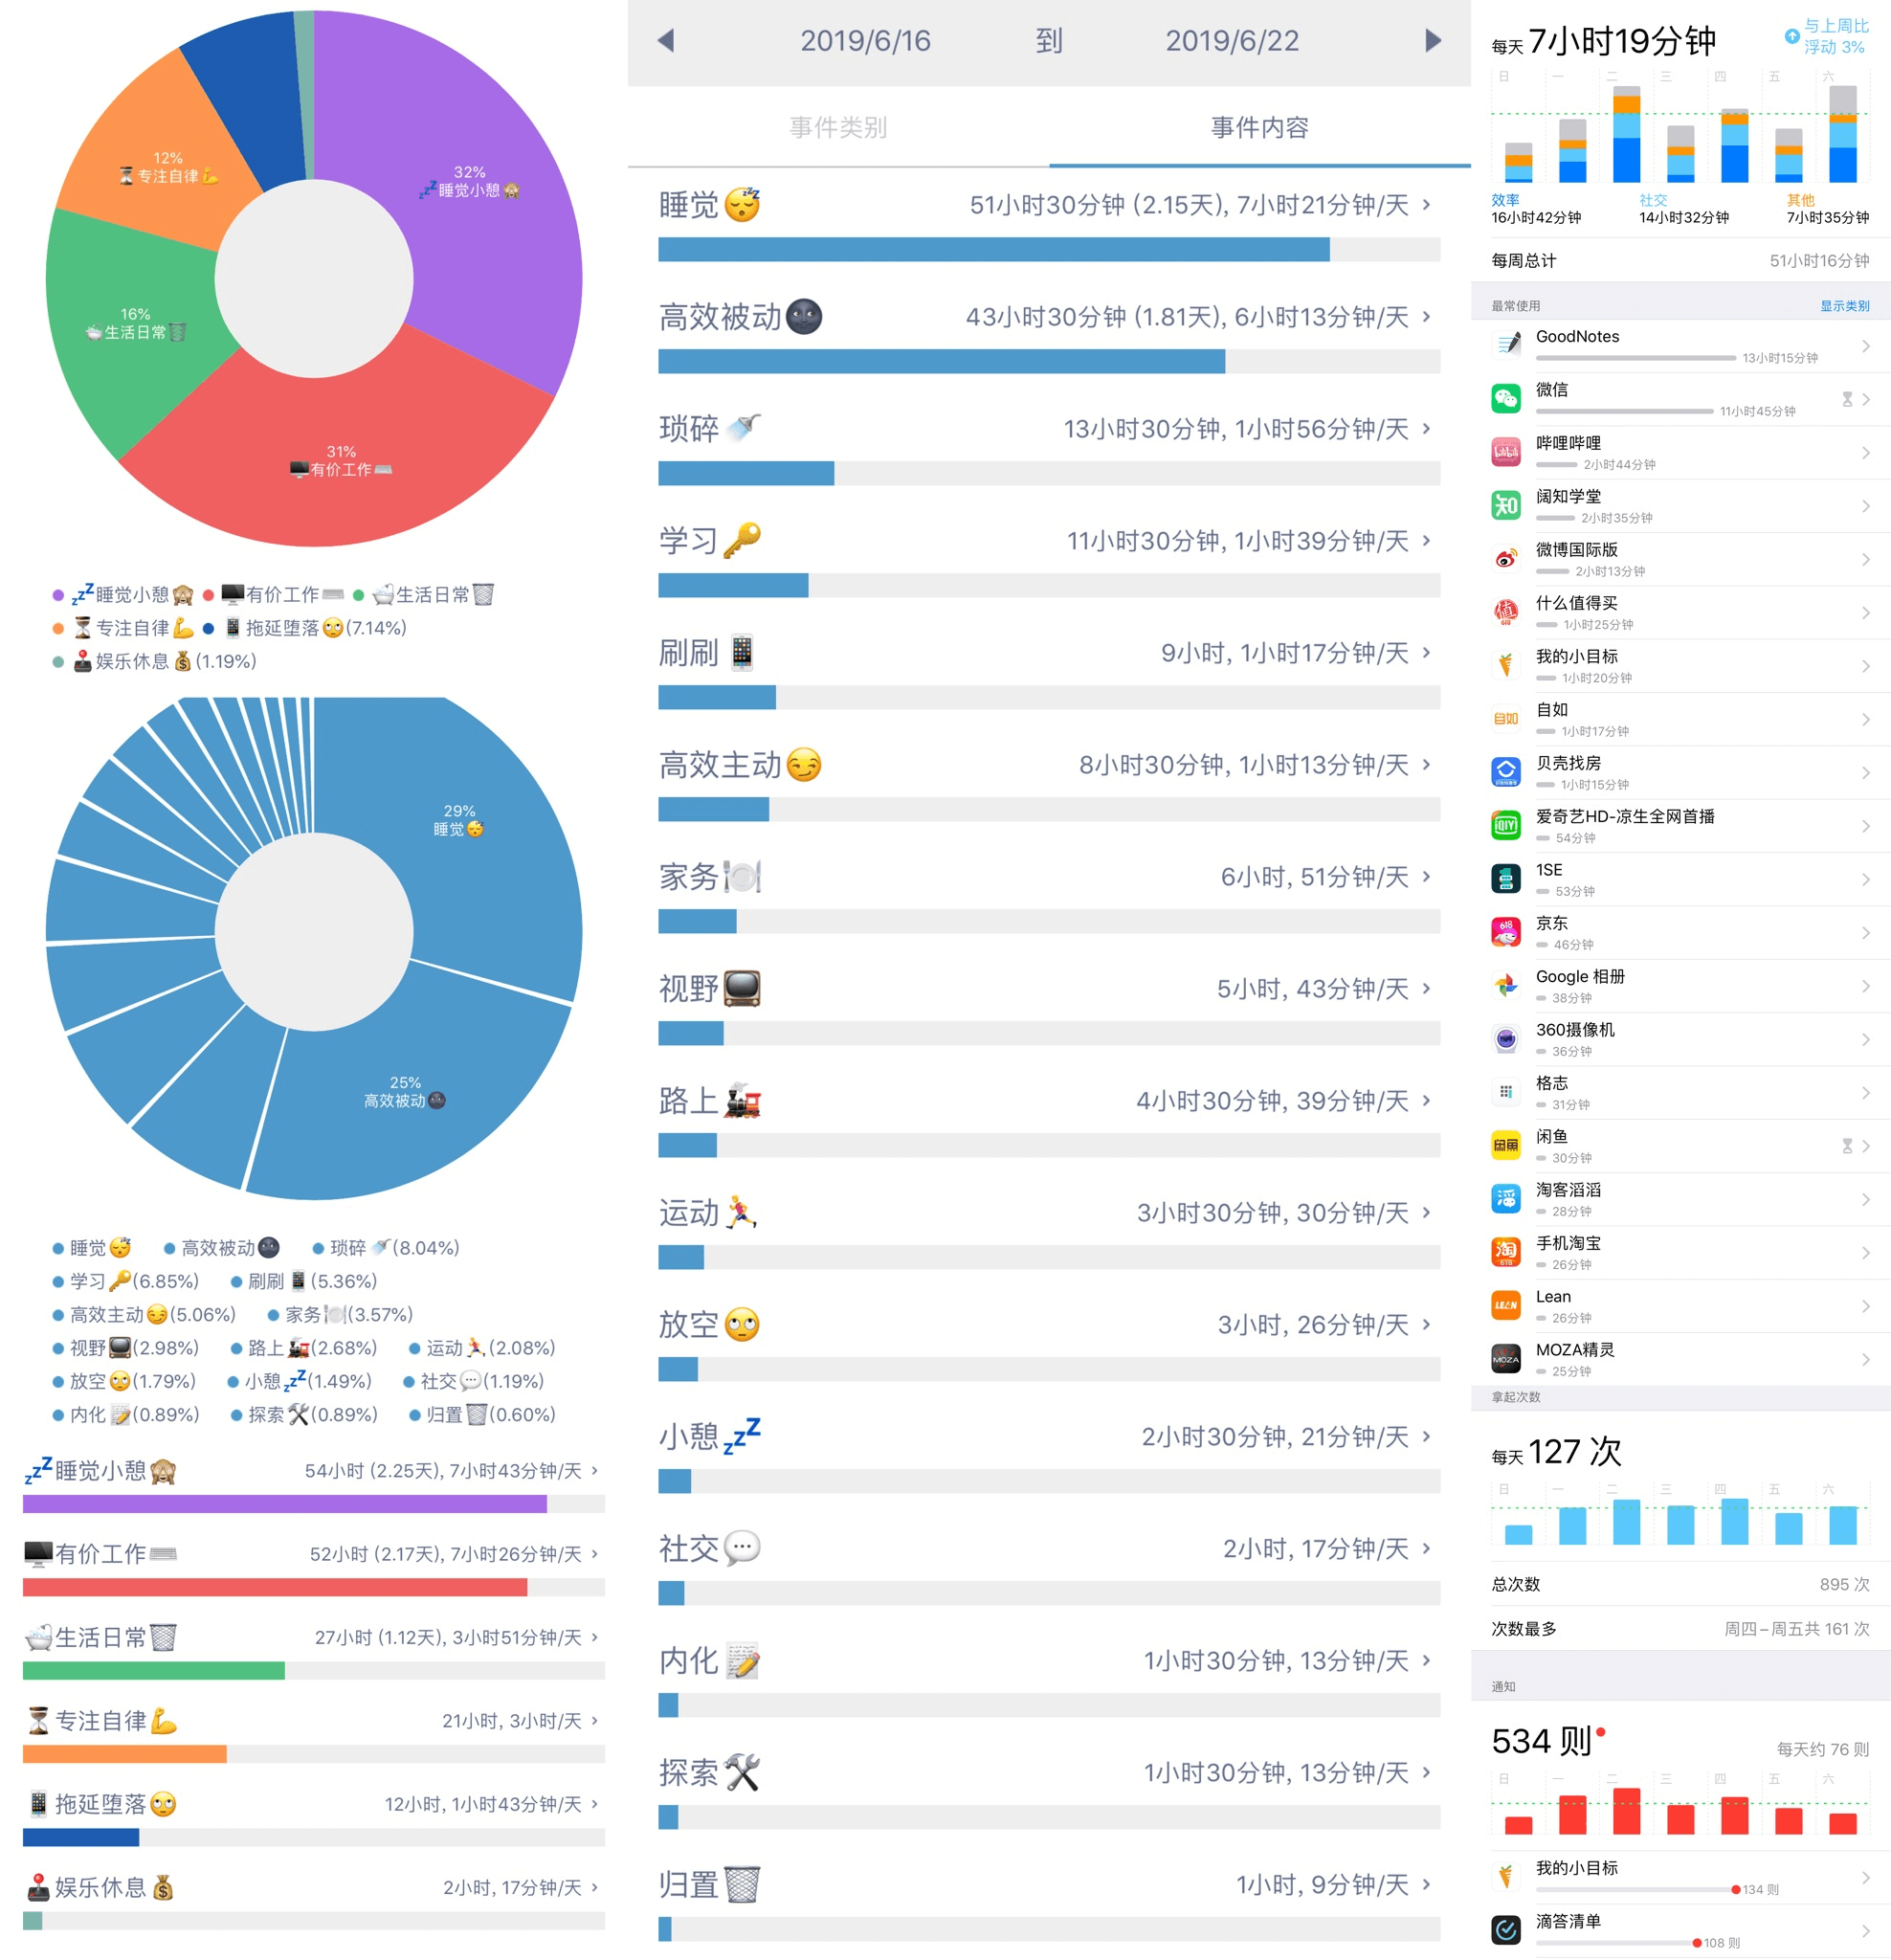 32%
💤睡觉小憩🙈
12%
⏳专注自律💪
16%
🛁生活日常🗑
31%
🖥有价工作⌨
💤睡觉小憩🙈 🖥有价工作⌨ 🛁生活日常🗑
⏳专注自律💪 📱拖延堕落🙄(7.14%)
🕹娱乐休息💰(1.19%)
29%
睡觉😴
25%
高效被动🌚
睡觉😴 高效被动🌚 琐碎🚿(8.04%)
学习🔑(6.85%) 刷刷📱(5.36%)
高效主动😏(5.06%) 家务🍽(3.57%)
视野📺(2.98%) 路上🚂(2.68%) 运动🏃(2.08%)
放空🙄(1.79%) 小憩💤(1.49%) 社交💬(1.19%)
内化📝(0.89%) 探索🛠(0.89%) 归置🗑(0.60%)
💤睡觉小憩🙈 54小时 (2.25天), 7小时43分钟/天 ›
🖥有价工作⌨ 52小时 (2.17天), 7小时26分钟/天 ›
🛁生活日常🗑 27小时 (1.12天), 3小时51分钟/天 ›
⏳专注自律💪 21小时, 3小时/天 ›
📱拖延堕落🙄 12小时, 1小时43分钟/天 ›
🕹娱乐休息💰 2小时, 17分钟/天 ›
2019/6/16 到 2019/6/22
事件类别 事件内容
睡觉😴 51小时30分钟 (2.15天), 7小时21分钟/天 ›
高效被动🌚 43小时30分钟 (1.81天), 6小时13分钟/天 ›
琐碎🚿 13小时30分钟, 1小时56分钟/天 ›
学习🔑 11小时30分钟, 1小时39分钟/天 ›
刷刷📱 9小时, 1小时17分钟/天 ›
高效主动😏 8小时30分钟, 1小时13分钟/天 ›
家务🍽 6小时, 51分钟/天 ›
视野📺 5小时, 43分钟/天 ›
路上🚂 4小时30分钟, 39分钟/天 ›
运动🏃 3小时30分钟, 30分钟/天 ›
放空🙄 3小时, 26分钟/天 ›
小憩💤 2小时30分钟, 21分钟/天 ›
社交💬 2小时, 17分钟/天 ›
内化📝 1小时30分钟, 13分钟/天 ›
探索🛠 1小时30分钟, 13分钟/天 ›
归置🗑 1小时, 9分钟/天 ›
每天 7小时19分钟
与上周比
浮动 3%
日 一 二 三 四 五 六
效率 社交 其他
16小时42分钟 14小时32分钟 7小时35分钟
每周总计 51小时16分钟
最常使用 显示类别
GoodNotes
13小时15分钟
微信
11小时45分钟
哔哩哔哩
2小时44分钟
阔知学堂
2小时35分钟
微博国际版
2小时13分钟
什么值得买
1小时25分钟
我的小目标
1小时20分钟
自如
1小时17分钟
贝壳找房
1小时15分钟
爱奇艺HD-凉生全网首播
54分钟
1SE
53分钟
京东
46分钟
Google 相册
38分钟
360摄像机
36分钟
格志
31分钟
闲鱼
30分钟
淘客滔滔
28分钟
手机淘宝
26分钟
Lean
26分钟
MOZA精灵
25分钟
拿起次数
每天 127 次
日 一 二 三 四 五 六
总次数 895 次
次数最多 周四–周五共 161 次
通知
534 则 每天约 76 则
日 一 二 三 四 五 六
我的小目标
134 则
滴答清单
108 则